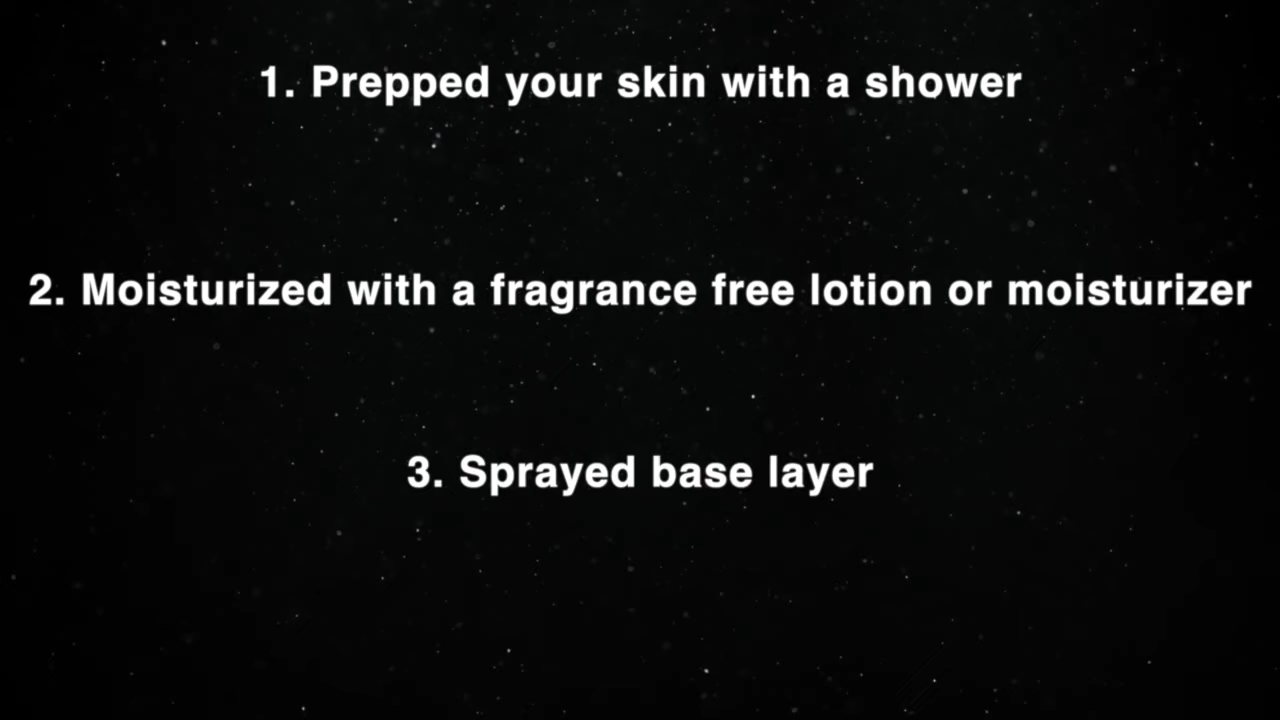 1. Prepped your skin with a shower
2. Moisturized with a fragrance free lotion or moisturizer
3. Sprayed base layer